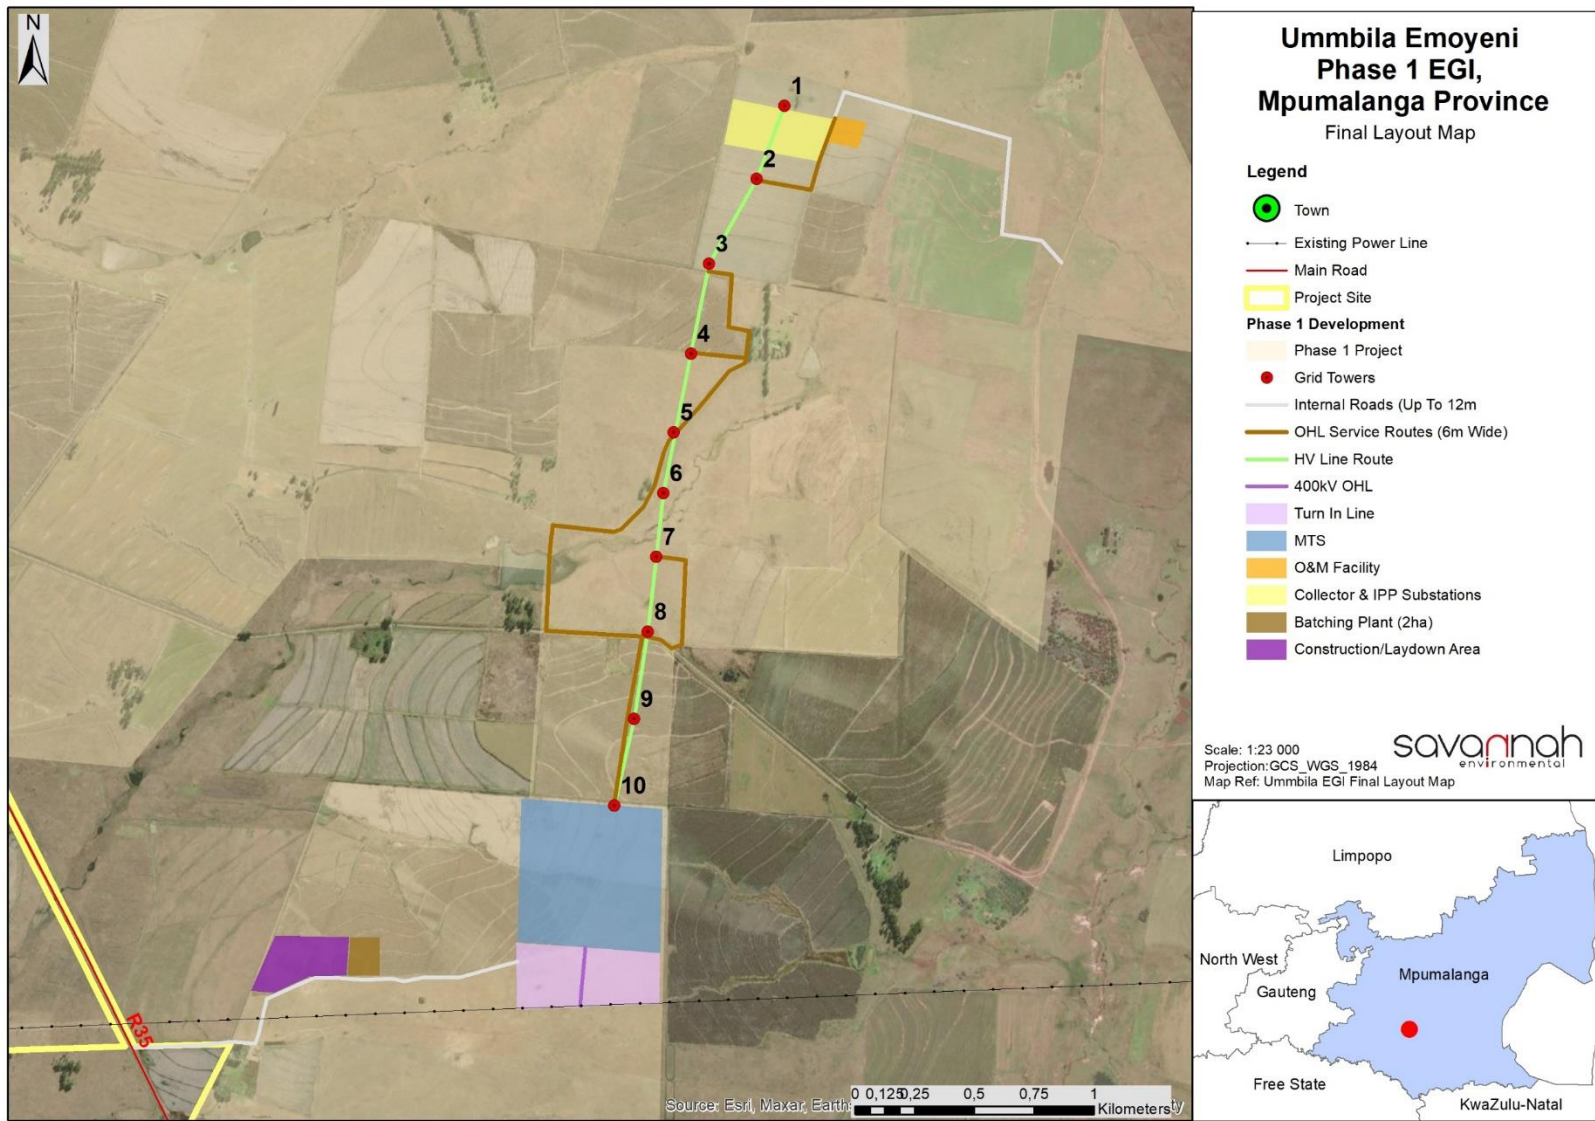 N
1
2
3
4
5
6
7
8
9
10
R35
Source: Esri, Maxar, Earths
ty
0 0,125 0,25 0,5 0,75 1
Kilometers
Ummbila Emoyeni
Phase 1 EGI,
Mpumalanga Province
Final Layout Map
Legend
Town
Existing Power Line
Main Road
Project Site
Phase 1 Development
Phase 1 Project
Grid Towers
Internal Roads (Up To 12m
OHL Service Routes (6m Wide)
HV Line Route
400kV OHL
Turn In Line
MTS
O&M Facility
Collector & IPP Substations
Batching Plant (2ha)
Construction/Laydown Area
Scale: 1:23 000
Projection:GCS_WGS_1984
Map Ref: Ummbila EGI Final Layout Map
savannah
environmental
Limpopo
North West
Gauteng
Mpumalanga
Free State
KwaZulu-Natal